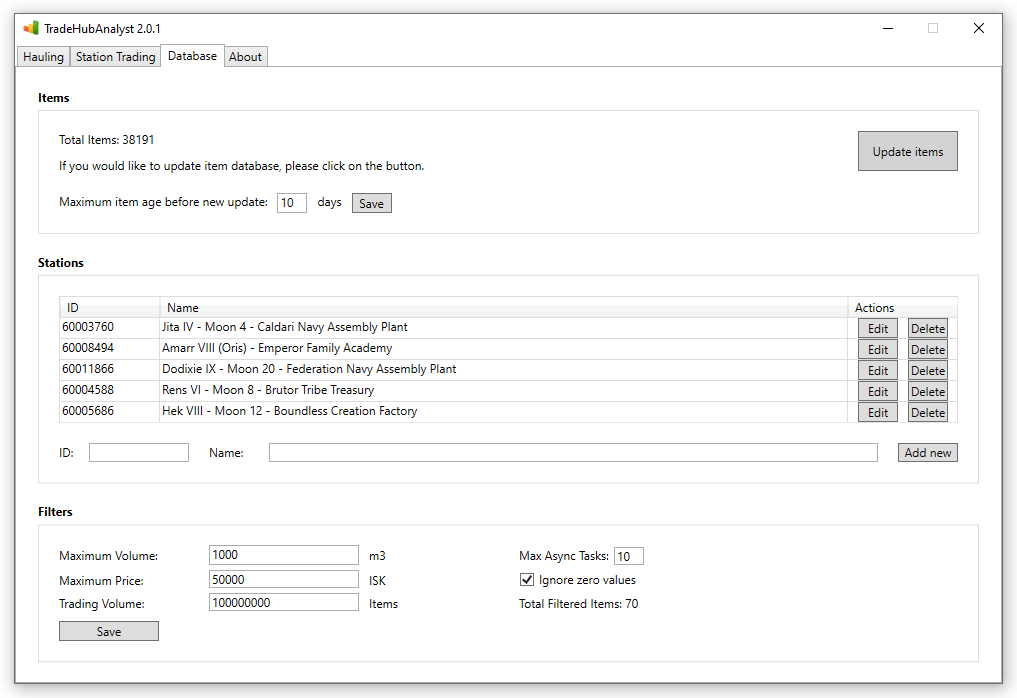 TradeHubAnalyst 2.0.1
Hauling Station Trading Database About
Items
Total Items: 38191
If you would like to update item database, please click on the button.
Update items
Maximum item age before new update: 10 days Save
Stations
ID Name Actions
60003760 Jita IV - Moon 4 - Caldari Navy Assembly Plant Edit Delete
60008494 Amarr VIII (Oris) - Emperor Family Academy Edit Delete
60011866 Dodixie IX - Moon 20 - Federation Navy Assembly Plant Edit Delete
60004588 Rens VI - Moon 8 - Brutor Tribe Treasury Edit Delete
60005686 Hek VIII - Moon 12 - Boundless Creation Factory Edit Delete
ID: Name: Add new
Filters
Maximum Volume: 1000 m3 Max Async Tasks: 10
Maximum Price: 50000 ISK Ignore zero values
Trading Volume: 100000000 Items Total Filtered Items: 70
Save